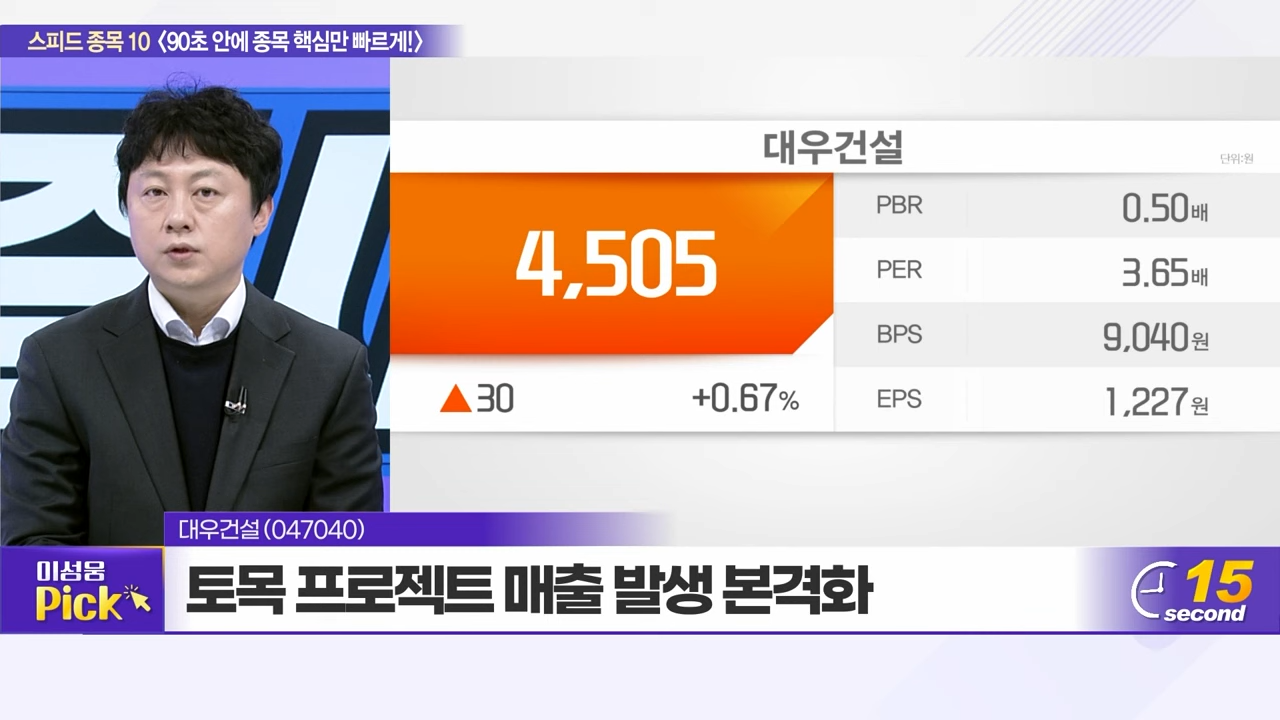 스피드 종목 10 <90초 안에 종목 핵심만 빠르게!>
대우건설
단위:원
4,505
▲30 +0.67%
PBR 0.50배
PER 3.65배
BPS 9,040원
EPS 1,227원
대우건설(047040)
이성웅
Pick
토목 프로젝트 매출 발생 본격화
15
second